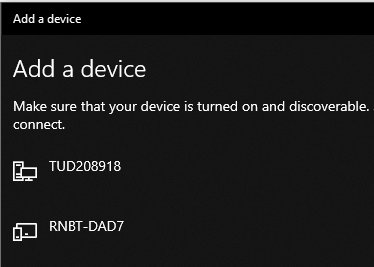 Add a device
Add a device
Make sure that your device is turned on and discoverable.
connect.
TUD208918
RNBT-DAD7